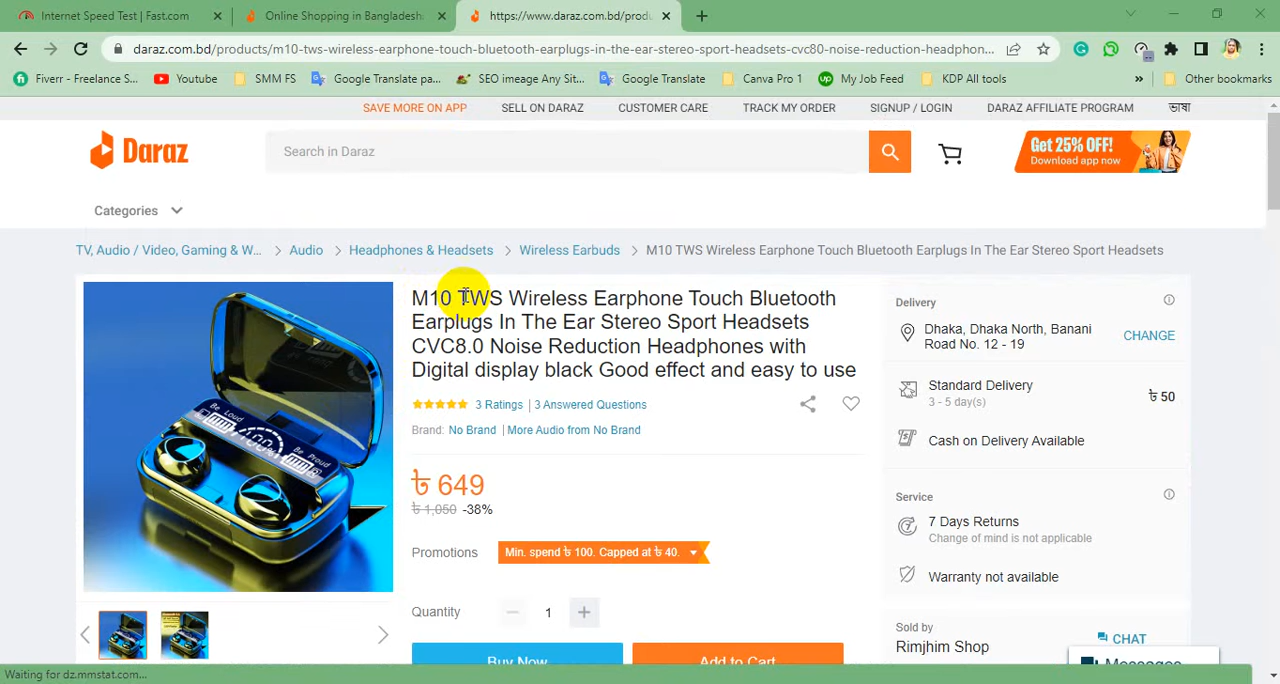 Internet Speed Test | Fast.com
Online Shopping in Bangladesh:
https://www.daraz.com.bd/produ
daraz.com.bd/products/m10-tws-wireless-earphone-touch-bluetooth-earplugs-in-the-ear-stereo-sport-headsets-cvc80-noise-reduction-headphon...
Fiverr - Freelance S...
Youtube
SMM FS
Google Translate pa...
SEO imeage Any Sit...
Google Translate
Canva Pro 1
My Job Feed
KDP All tools
»
Other bookmarks
SAVE MORE ON APP
SELL ON DARAZ
CUSTOMER CARE
TRACK MY ORDER
SIGNUP / LOGIN
DARAZ AFFILIATE PROGRAM
ভাষা
Daraz
Search in Daraz
Get 25% OFF!
Download app now
Categories
TV, Audio / Video, Gaming & W... > Audio > Headphones & Headsets > Wireless Earbuds > M10 TWS Wireless Earphone Touch Bluetooth Earplugs In The Ear Stereo Sport Headsets
Be Loud
100%
Be Proud
M10 TWS Wireless Earphone Touch Bluetooth
Earplugs In The Ear Stereo Sport Headsets
CVC8.0 Noise Reduction Headphones with
Digital display black Good effect and easy to use
3 Ratings | 3 Answered Questions
Brand: No Brand | More Audio from No Brand
৳ 649
৳ 1,050 -38%
Promotions
Min. spend ৳ 100. Capped at ৳ 40.
Quantity
1
Buy Now
Add to Cart
Delivery
Dhaka, Dhaka North, Banani
Road No. 12 - 19
CHANGE
Standard Delivery
3 - 5 day(s)
৳ 50
Cash on Delivery Available
Service
7 Days Returns
Change of mind is not applicable
Warranty not available
Sold by
Rimjhim Shop
CHAT
Messages
Waiting for dz.mmstat.com...